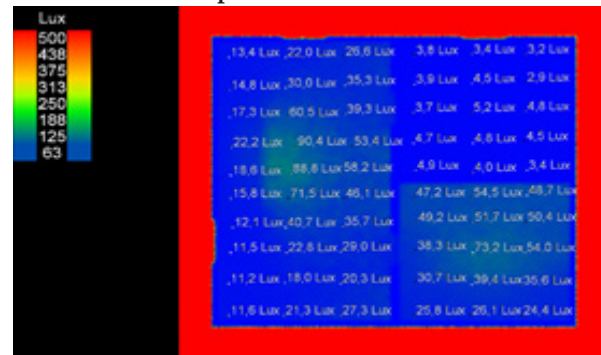 Lux
500
438
375
313
250
188
125
63
13,4 Lux 22,0 Lux 26,6 Lux 3,8 Lux 3,4 Lux 3,2 Lux
14,8 Lux 30,0 Lux 35,3 Lux 3,9 Lux 4,5 Lux 2,9 Lux
17,3 Lux 60,5 Lux 39,3 Lux 3,7 Lux 5,2 Lux 4,8 Lux
22,2 Lux 90,4 Lux 53,4 Lux 4,7 Lux 4,8 Lux 4,5 Lux
18,6 Lux 88,8 Lux 58,2 Lux 4,9 Lux 4,0 Lux 3,4 Lux
15,8 Lux 71,5 Lux 46,1 Lux 47,2 Lux 54,5 Lux 48,7 Lux
12,1 Lux 40,7 Lux 35,7 Lux 49,2 Lux 51,7 Lux 50,4 Lux
11,5 Lux 22,8 Lux 29,0 Lux 38,3 Lux 73,2 Lux 54,0 Lux
11,2 Lux 18,0 Lux 20,3 Lux 30,7 Lux 39,4 Lux 35,6 Lux
11,6 Lux 21,3 Lux 27,3 Lux 25,8 Lux 26,1 Lux 24,4 Lux